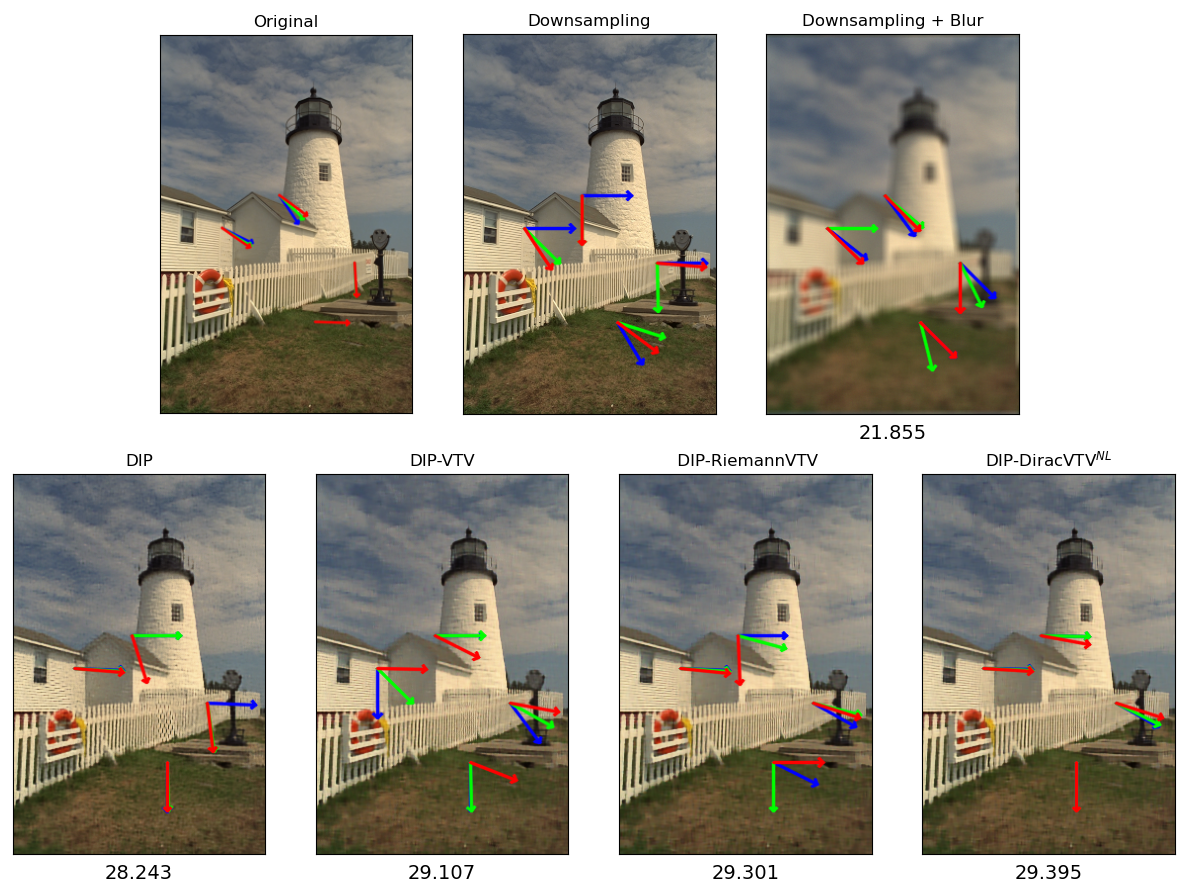 Original
Downsampling
Downsampling + Blur
21.855
DIP
DIP-VTV
DIP-RiemannVTV
DIP-DiracVTV^{NL}
28.243
29.107
29.301
29.395